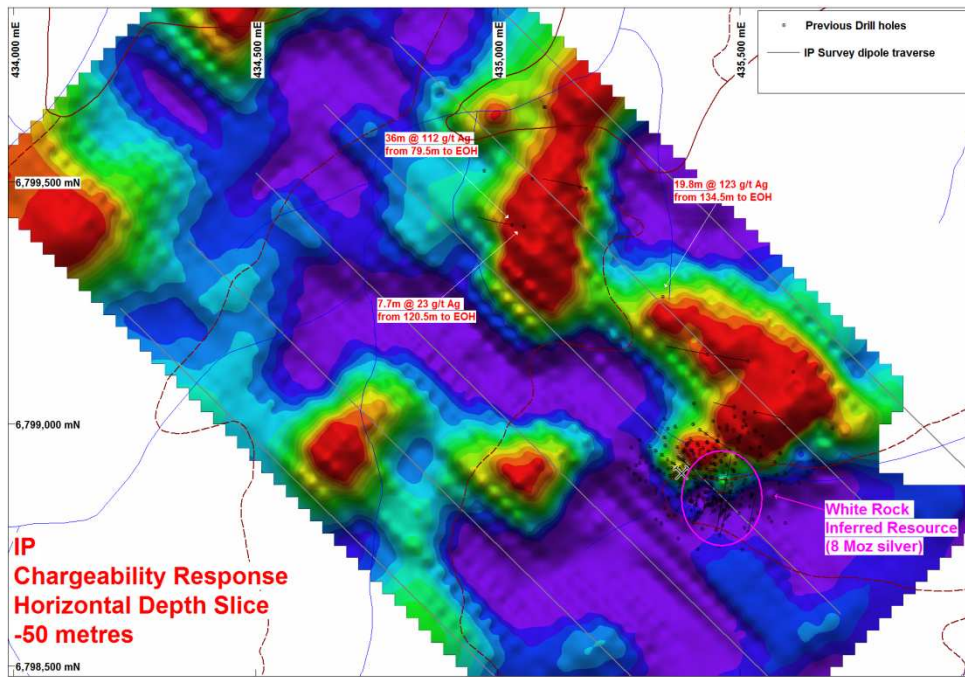 434,000 mE
434,500 mE
435,000 mE
435,500 mE
Previous Drill holes
IP Survey dipole traverse
36m @ 112 g/t Ag
from 79.5m to EOH
6,799,500 mN
19.8m @ 123 g/t Ag
from 134.5m to EOH
7.7m @ 23 g/t Ag
from 120.5m to EOH
6,799,000 mN
White Rock
Inferred Resource
(8 Moz silver)
IP
Chargeability Response
Horizontal Depth Slice
-50 metres
6,798,500 mN